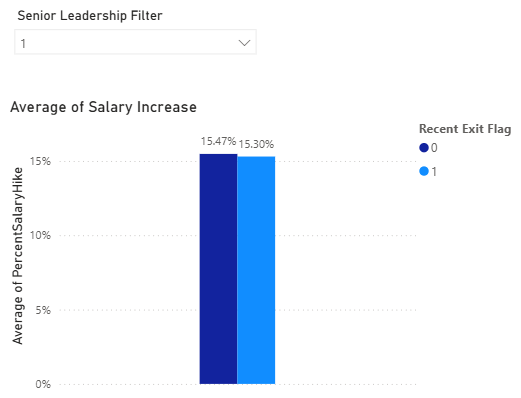 Senior Leadership Filter
1
Average of Salary Increase
Recent Exit Flag
0
1
15.47% 15.30%
15%
10%
5%
0%
Average of PercentSalaryHike